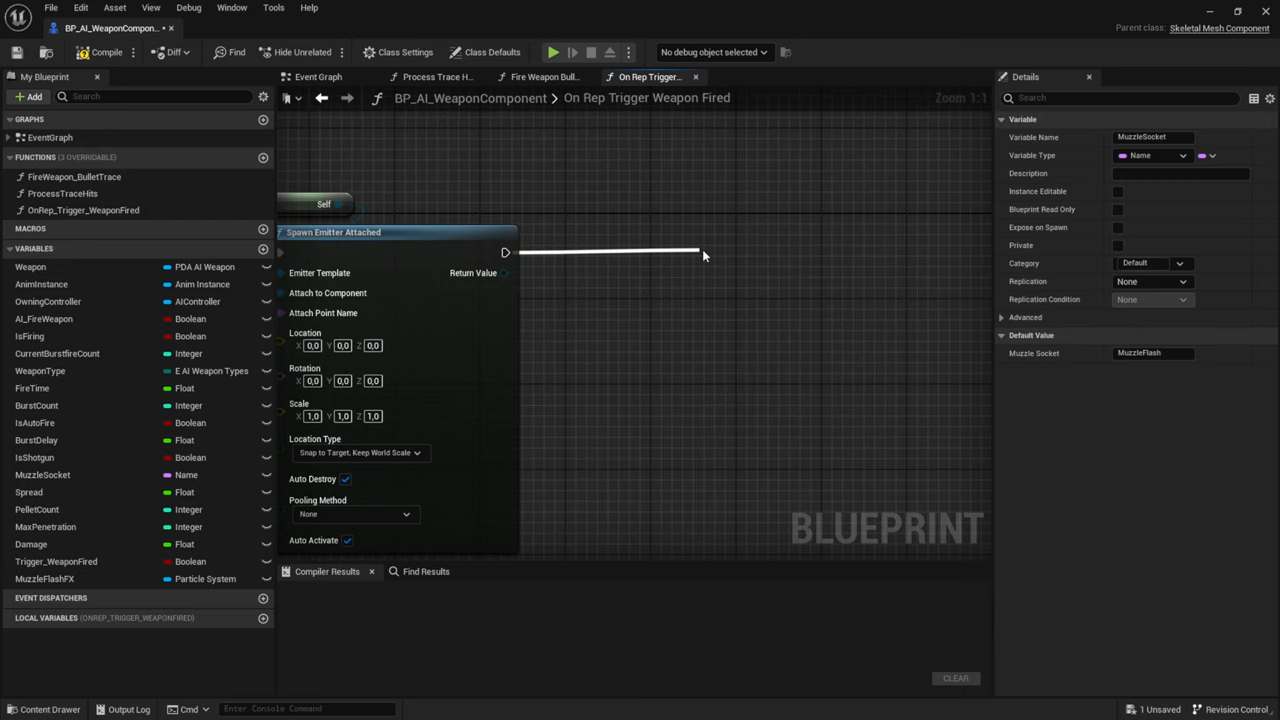 File Edit Asset View Debug Window Tools Help
BP_AI_WeaponCompon... •
Parent class: Skeletal Mesh Component
Compile Diff Find Hide Unrelated Class Settings Class Defaults No debug object selected
My Blueprint
Event Graph Process Trace H... Fire Weapon Bull... On Rep Trigger...
Details
Add Search
BP_AI_WeaponComponent > On Rep Trigger Weapon Fired Zoom 1:1
Search
GRAPHS
EventGraph
FUNCTIONS (3 OVERRIDABLE)
FireWeapon_BulletTrace
ProcessTraceHits
OnRep_Trigger_WeaponFired
MACROS
VARIABLES
Weapon PDA AI Weapon
AnimInstance Anim Instance
OwningController AIController
AI_FireWeapon Boolean
IsFiring Boolean
CurrentBurstfireCount Integer
WeaponType E AI Weapon Types
FireTime Float
BurstCount Integer
IsAutoFire Boolean
BurstDelay Float
IsShotgun Boolean
MuzzleSocket Name
Spread Float
PelletCount Integer
MaxPenetration Integer
Damage Float
Trigger_WeaponFired Boolean
MuzzleFlashFX Particle System
EVENT DISPATCHERS
LOCAL VARIABLES (ONREP_TRIGGER_WEAPONFIRED)
Self
Spawn Emitter Attached
Emitter Template Return Value
Attach to Component
Attach Point Name
Location
X 0,0 Y 0,0 Z 0,0
Rotation
X 0,0 Y 0,0 Z 0,0
Scale
X 1,0 Y 1,0 Z 1,0
Location Type
Snap to Target, Keep World Scale
Auto Destroy
Pooling Method
None
Auto Activate
BLUEPRINT
Variable
Variable Name MuzzleSocket
Variable Type Name
Description
Instance Editable
Blueprint Read Only
Expose on Spawn
Private
Category Default
Replication None
Replication Condition None
Advanced
Default Value
Muzzle Socket MuzzleFlash
Compiler Results Find Results
CLEAR
Content Drawer Output Log Cmd Enter Console Command 1 Unsaved Revision Control